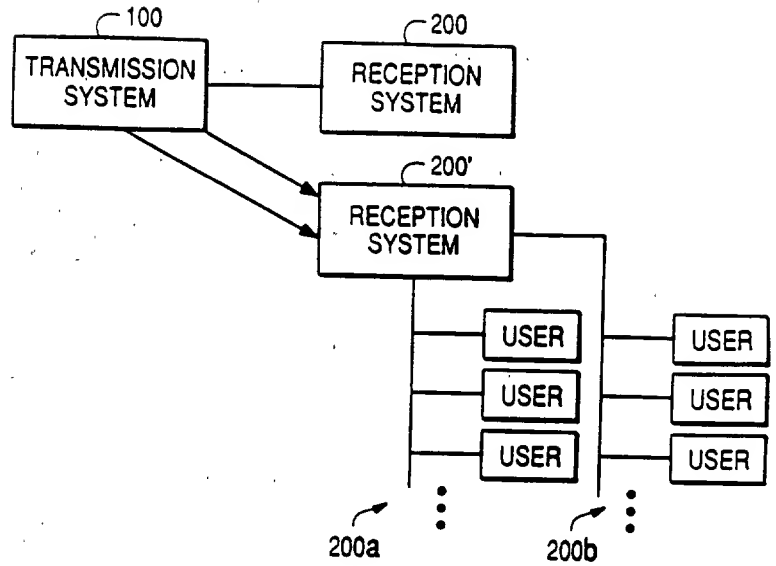 100
TRANSMISSION
SYSTEM
200
RECEPTION
SYSTEM
200'
RECEPTION
SYSTEM
USER
USER
USER
USER
USER
USER
200a
200b